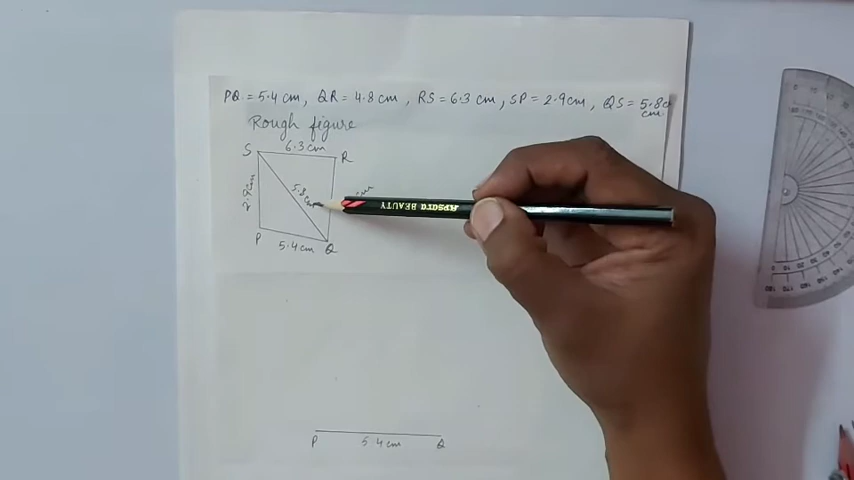 PQ = 5.4 cm, QR = 4.8 cm, RS = 6.3 cm, SP = 2.9 cm, QS = 5.8
cm
Rough figure
6.3 cm
S
R
2.9 cm
5.8 cm
cm
P
5.4 cm
Q
Apsara BEAUTY
P
5.4 cm
Q